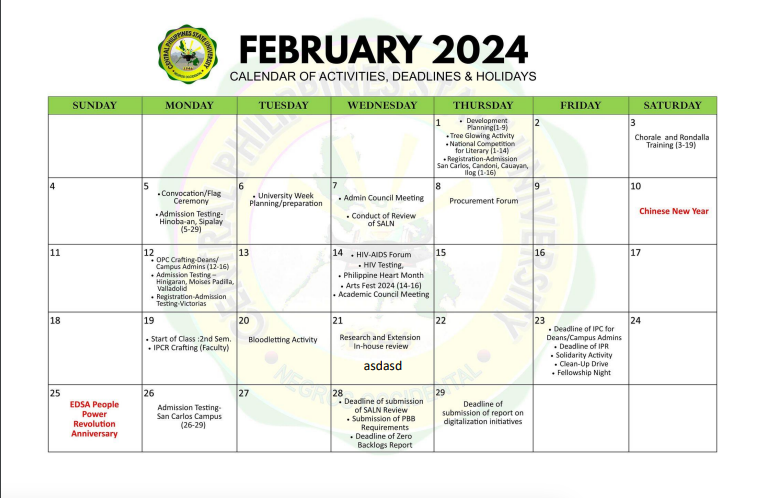 FEBRUARY 2024
CALENDAR OF ACTIVITIES, DEADLINES & HOLIDAYS
SUNDAY MONDAY TUESDAY WEDNESDAY THURSDAY FRIDAY SATURDAY
1
• Development
Planning(1-9)
• Tree Glowing Activity
• National Competition
for Literary (1-14)
• Registration-Admission
San Carlos, Candoni, Cauayan,
Ilog (1-16)
2
3
Chorale and Rondalla
Training (3-19)
4
5
• Convocation/Flag
Ceremony
• Admission Testing-
Hinoba-an, Sipalay
(5-29)
6
• University Week
Planning/preparation
7
• Admin Council Meeting
• Conduct of Review
of SALN
8
Procurement Forum
9
10
Chinese New Year
11
12
• OPC Crafting-Deans/
Campus Admins (12-16)
• Admission Testing –
Hinigaran, Moises Padilla,
Valladolid
• Registration-Admission
Testing-Victorias
13
14
• HIV-AIDS Forum
• HIV Testing,
• Philippine Heart Month
• Arts Fest 2024 (14-16)
• Academic Council Meeting
15
16
17
18
19
• Start of Class :2nd Sem.
• IPCR Crafting (Faculty)
20
Bloodletting Activity
21
Research and Extension
In-house review
asdasd
22
23
• Deadline of IPC for
Deans/Campus Admins
• Deadline of IPR
• Solidarity Activity
• Clean-Up Drive
• Fellowship Night
24
25
EDSA People
Power
Revolution
Anniversary
26
Admission Testing-
San Carlos Campus
(26-29)
27
28
• Deadline of submission
of SALN Review
• Submission of PBB
Requirements
• Deadline of Zero
Backlogs Report
29
Deadline of
submission of report on
digitalization initiatives
CENTRAL PHILIPPINES STATE UNIVERSITY
NEGROS OCCIDENTAL